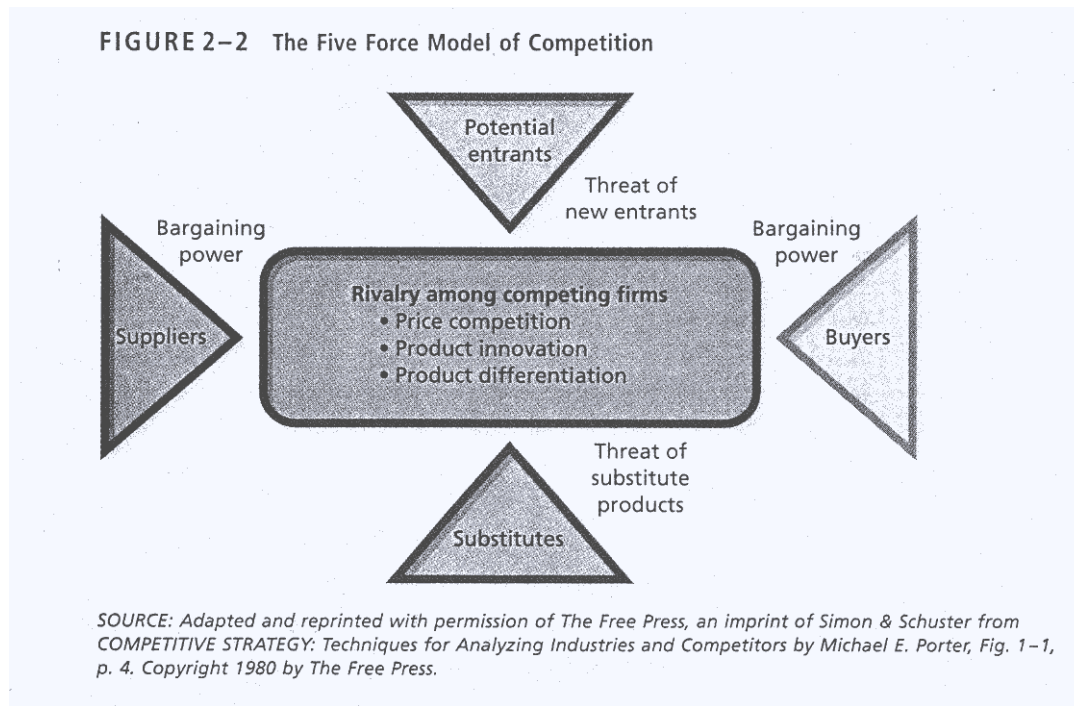 FIGURE 2–2 The Five Force Model of Competition
Potential
entrants
Threat of
new entrants
Bargaining
power
Bargaining
power
Rivalry among competing firms
• Price competition
• Product innovation
• Product differentiation
Suppliers
Buyers
Threat of
substitute
products
Substitutes
SOURCE: Adapted and reprinted with permission of The Free Press, an imprint of Simon & Schuster from
COMPETITIVE STRATEGY: Techniques for Analyzing Industries and Competitors by Michael E. Porter, Fig. 1–1,
p. 4. Copyright 1980 by The Free Press.